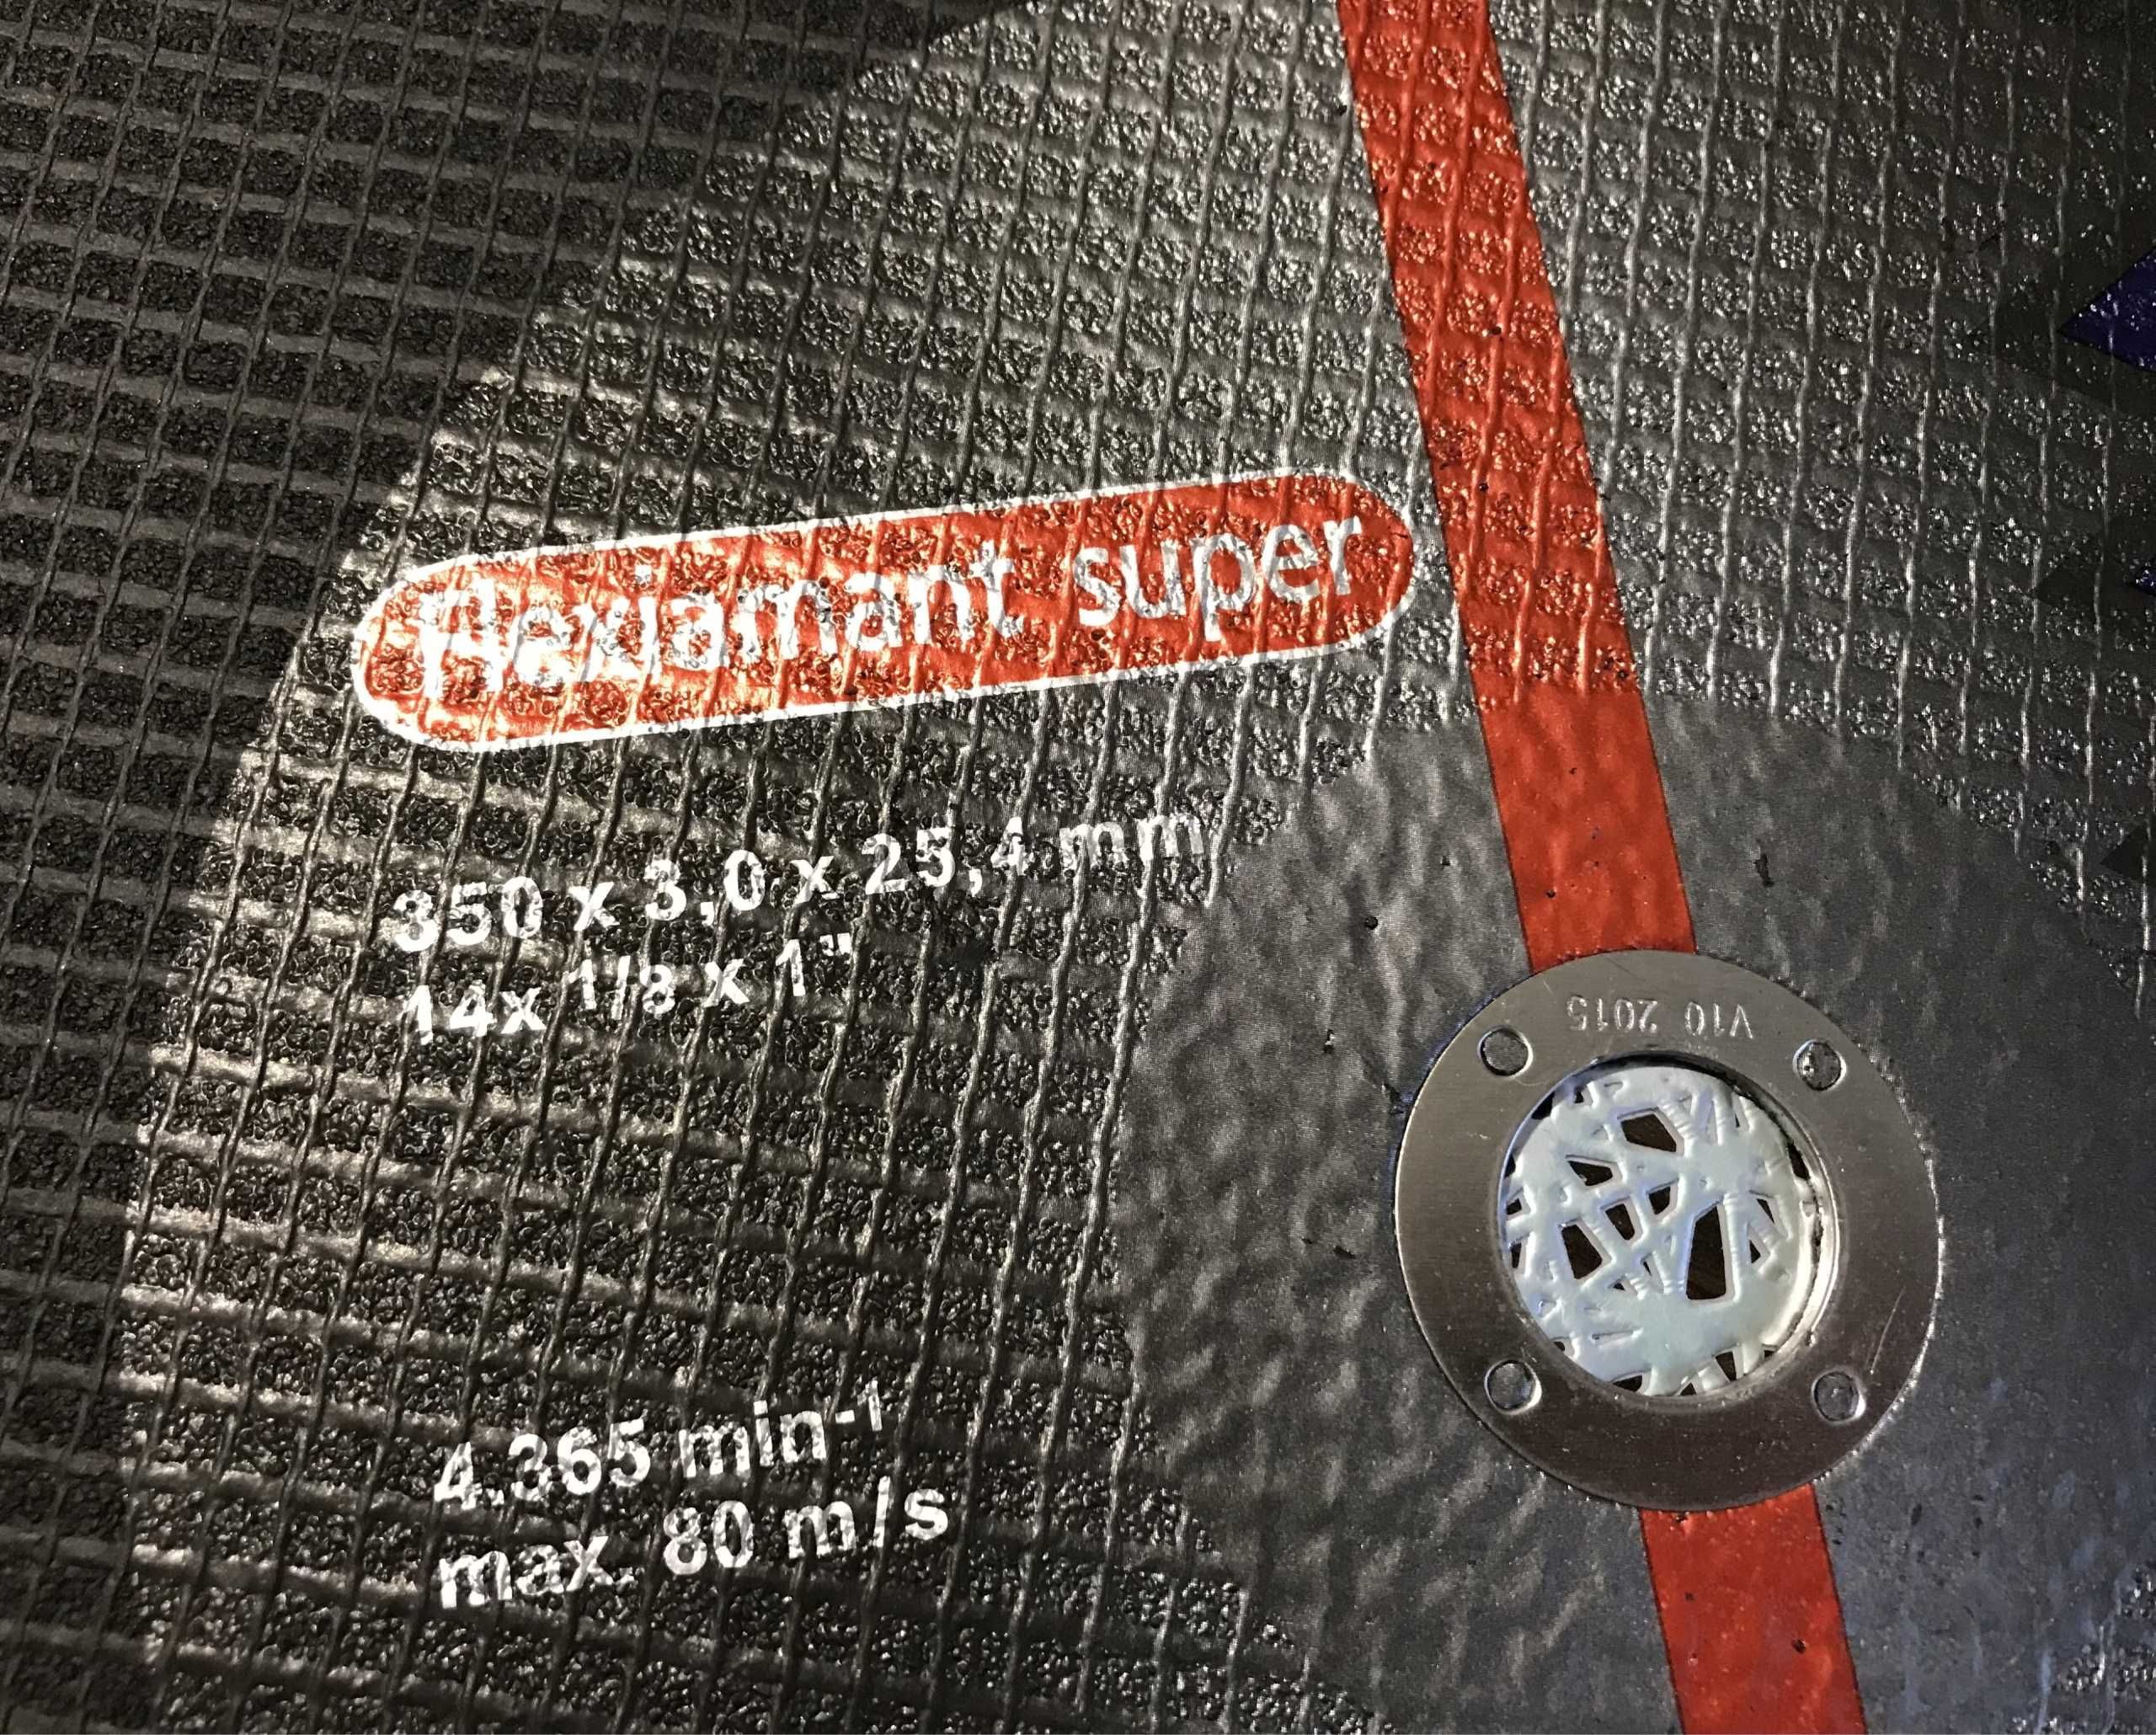 flexiamant super
350 x 3,0 x 25,4 mm
14x 1/8 x 1"
V10 2015
4.365 min-1
max. 80 m/s